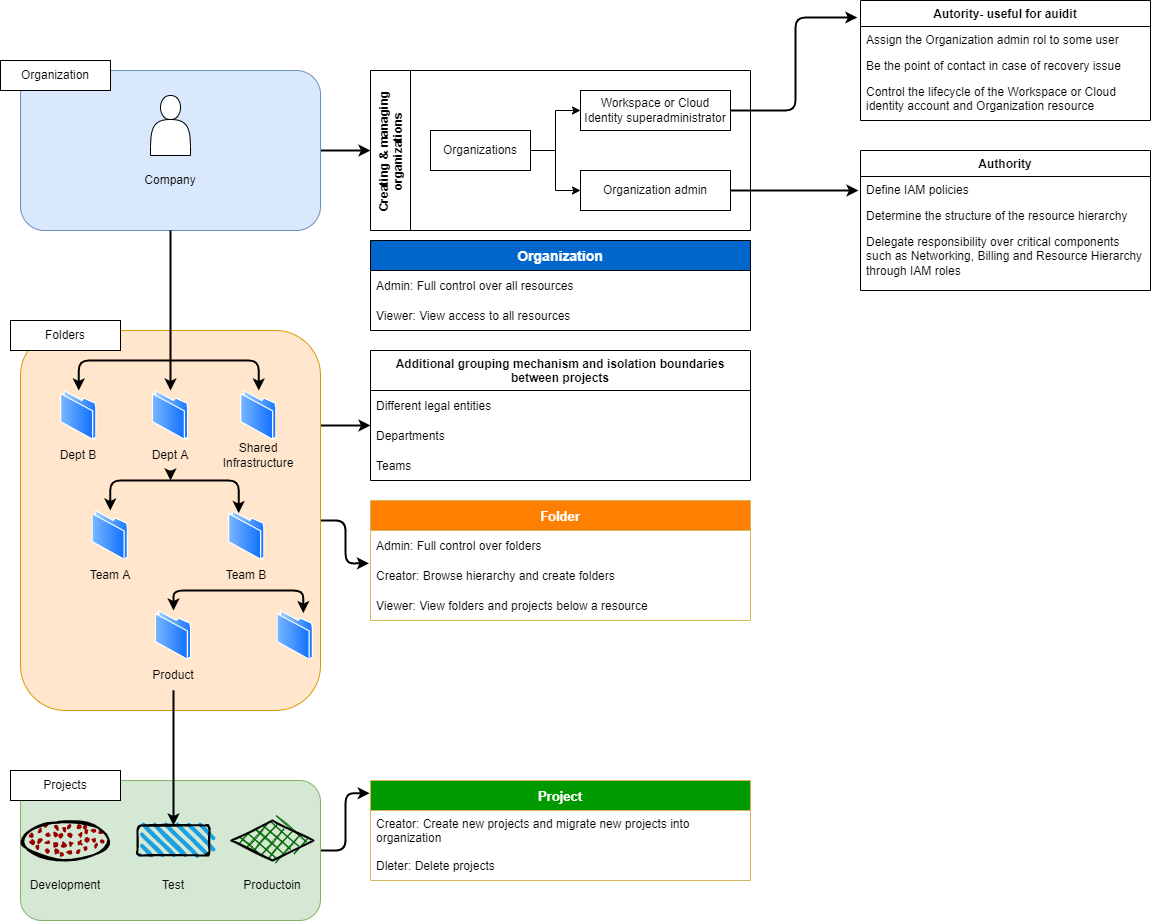 Organization
Company
Creating & managing
organizations
Organizations
Workspace or Cloud
Identity superadministrator
Organization admin
Autority- useful for auidit
Assign the Organization admin rol to some user
Be the point of contact in case of recovery issue
Control the lifecycle of the Workspace or Cloud
identity account and Organization resource
Authority
Define IAM policies
Determine the structure of the resource hierarchy
Delegate responsibility over critical components
such as Networking, Billing and Resource Hierarchy
through IAM roles
Organization
Admin: Full control over all resources
Viewer: View access to all resources
Folders
Dept B
Dept A
Shared
Infrastructure
Team A
Team B
Product
Additional grouping mechanism and isolation boundaries
between projects
Different legal entities
Departments
Teams
Folder
Admin: Full control over folders
Creator: Browse hierarchy and create folders
Viewer: View folders and projects below a resource
Projects
Development
Test
Productoin
Project
Creator: Create new projects and migrate new projects into
organization
Dleter: Delete projects